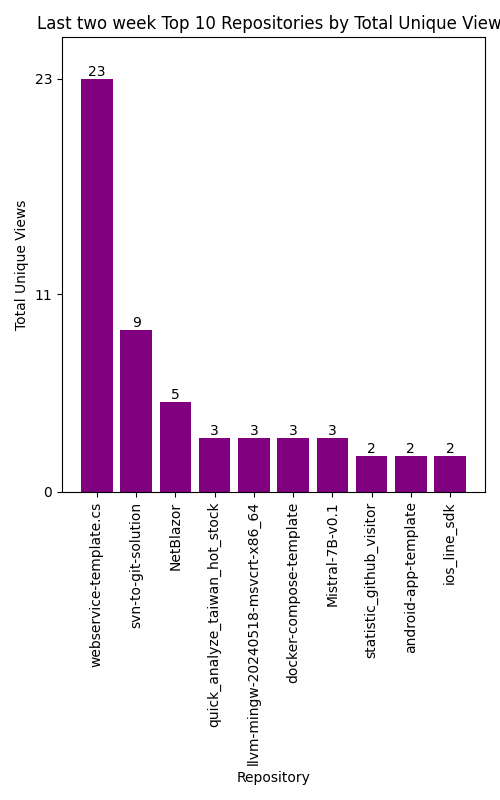 Last two week Top 10 Repositories by Total Unique View
23
11
0
Total Unique Views
23
9
5
3
3
3
3
2
2
2
webservice-template.cs
svn-to-git-solution
NetBlazor
quick_analyze_taiwan_hot_stock
llvm-mingw-20240518-msvcrt-x86_64
docker-compose-template
Mistral-7B-v0.1
statistic_github_visitor
android-app-template
ios_line_sdk
Repository